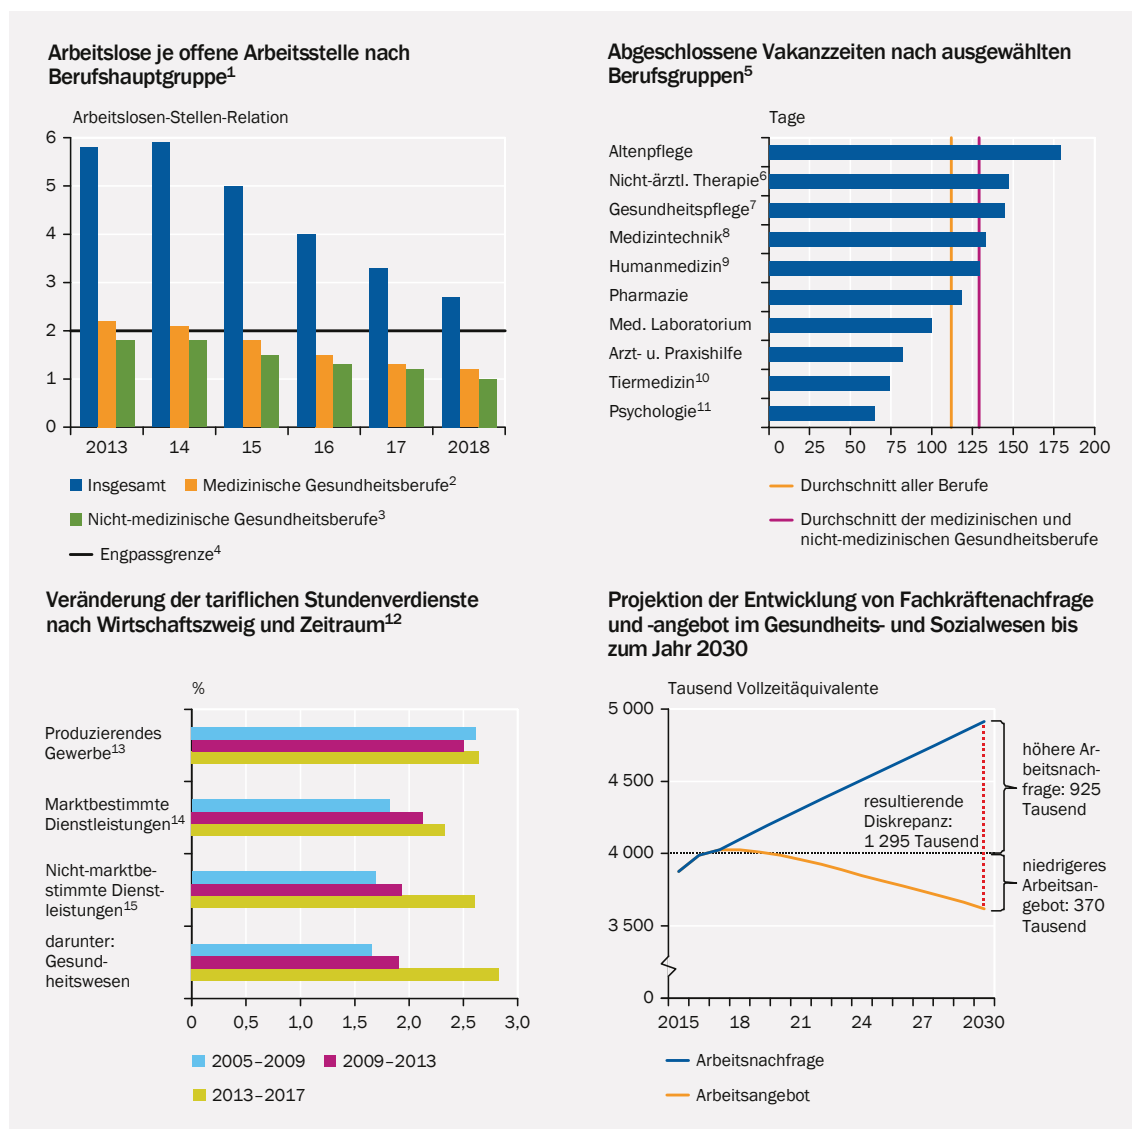 Arbeitslose je offene Arbeitsstelle nach
Berufshauptgruppe1
Arbeitslosen-Stellen-Relation
6
5
4
3
2
1
0
2013 14 15 16 17 2018
Insgesamt Medizinische Gesundheitsberufe2
Nicht-medizinische Gesundheitsberufe3
Engpassgrenze4
Abgeschlossene Vakanzzeiten nach ausgewählten
Berufsgruppen5
Tage
Altenpflege
Nicht-ärztl. Therapie6
Gesundheitspflege7
Medizintechnik8
Humanmedizin9
Pharmazie
Med. Laboratorium
Arzt- u. Praxishilfe
Tiermedizin10
Psychologie11
0 25 50 75 100 125 150 175 200
Durchschnitt aller Berufe
Durchschnitt der medizinischen und
nicht-medizinischen Gesundheitsberufe
Veränderung der tariflichen Stundenverdienste
nach Wirtschaftszweig und Zeitraum12
%
Produzierendes
Gewerbe13
Marktbestimmte
Dienstleistungen14
Nicht-marktbe-
stimmte Dienst-
leistungen15
darunter:
Gesund-
heitswesen
0 0,5 1,0 1,5 2,0 2,5 3,0
2005–2009 2009–2013
2013–2017
Projektion der Entwicklung von Fachkräftenachfrage
und -angebot im Gesundheits- und Sozialwesen bis
zum Jahr 2030
Tausend Vollzeitäquivalente
5 000
4 500
4 000
3 500
0
resultierende
Diskrepanz:
1 295 Tausend
höhere Ar-
beitsnach-
frage: 925
Tausend
niedrigeres
Arbeitsan-
gebot: 370
Tausend
2015 18 21 24 27 2030
Arbeitsnachfrage
Arbeitsangebot